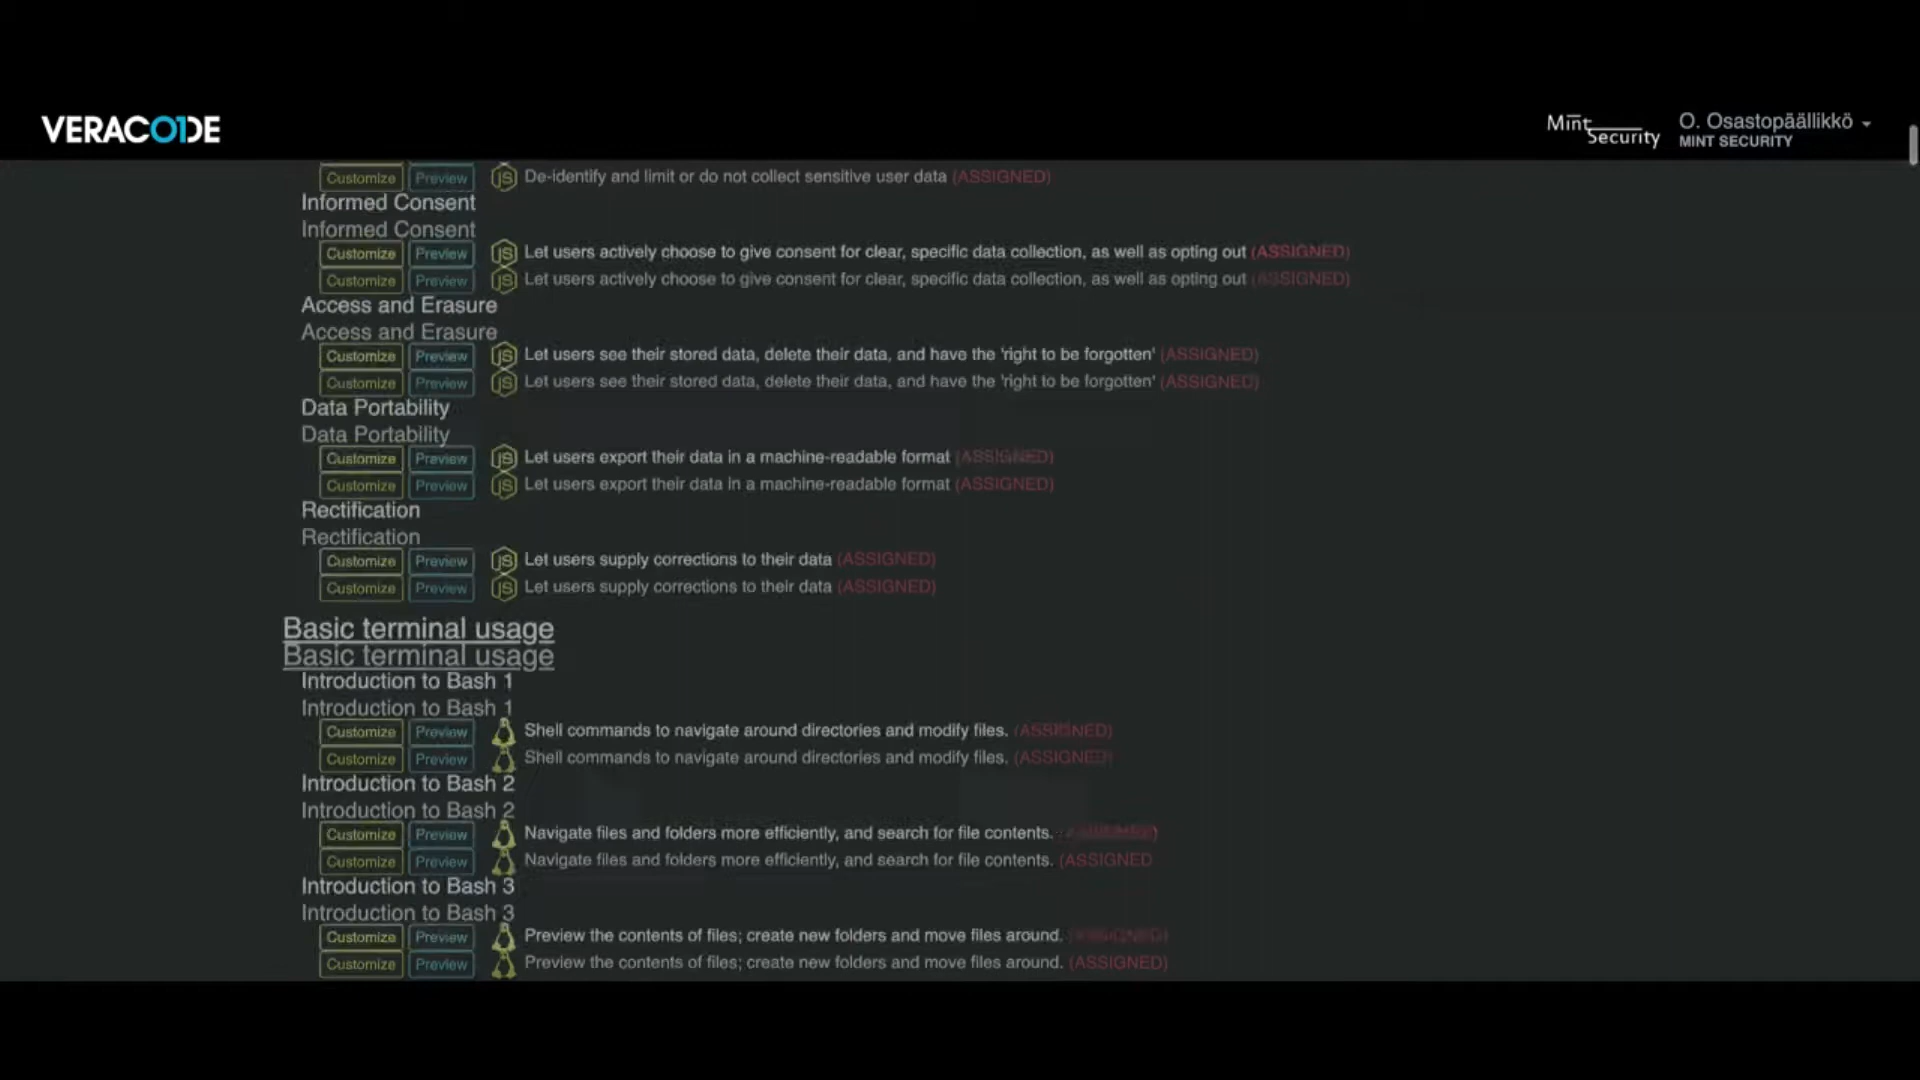 VERACODE
Mint Security
O. Osastopäällikkö
MINT SECURITY
Customize Preview JS De-identify and limit or do not collect sensitive user data (ASSIGNED)
Informed Consent
Informed Consent
Customize Preview JS Let users actively choose to give consent for clear, specific data collection, as well as opting out (ASSIGNED)
Customize Preview JS Let users actively choose to give consent for clear, specific data collection, as well as opting out (ASSIGNED)
Access and Erasure
Access and Erasure
Customize Preview JS Let users see their stored data, delete their data, and have the 'right to be forgotten' (ASSIGNED)
Customize Preview JS Let users see their stored data, delete their data, and have the 'right to be forgotten' (ASSIGNED)
Data Portability
Data Portability
Customize Preview JS Let users export their data in a machine-readable format (ASSIGNED)
Customize Preview JS Let users export their data in a machine-readable format (ASSIGNED)
Rectification
Rectification
Customize Preview JS Let users supply corrections to their data (ASSIGNED)
Customize Preview JS Let users supply corrections to their data (ASSIGNED)
Basic terminal usage
Basic terminal usage
Introduction to Bash 1
Introduction to Bash 1
Customize Preview Shell commands to navigate around directories and modify files. (ASSIGNED)
Customize Preview Shell commands to navigate around directories and modify files. (ASSIGNED)
Introduction to Bash 2
Introduction to Bash 2
Customize Preview Navigate files and folders more efficiently, and search for file contents.
Customize Preview Navigate files and folders more efficiently, and search for file contents. (ASSIGNED
Introduction to Bash 3
Introduction to Bash 3
Customize Preview Preview the contents of files; create new folders and move files around.
Customize Preview Preview the contents of files; create new folders and move files around. (ASSIGNED)